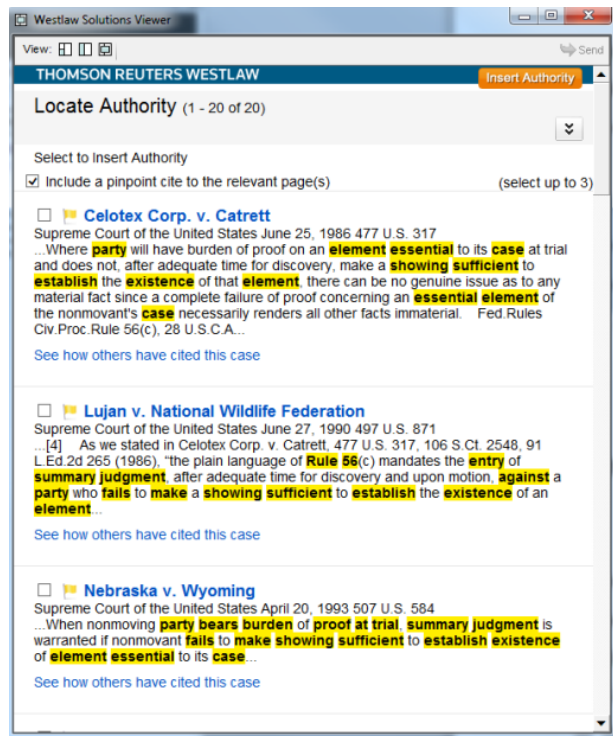 Westlaw Solutions Viewer
View:
Send
THOMSON REUTERS WESTLAW
Insert Authority
Locate Authority (1 - 20 of 20)
Select to Insert Authority
Include a pinpoint cite to the relevant page(s)
(select up to 3)
Celotex Corp. v. Catrett
Supreme Court of the United States June 25, 1986 477 U.S. 317
...Where party will have burden of proof on an element essential to its case at trial
and does not, after adequate time for discovery, make a showing sufficient to
establish the existence of that element, there can be no genuine issue as to any
material fact since a complete failure of proof concerning an essential element of
the nonmovant's case necessarily renders all other facts immaterial. Fed.Rules
Civ.Proc.Rule 56(c), 28 U.S.C.A...
See how others have cited this case
Lujan v. National Wildlife Federation
Supreme Court of the United States June 27, 1990 497 U.S. 871
...[4] As we stated in Celotex Corp. v. Catrett, 477 U.S. 317, 106 S.Ct. 2548, 91
L.Ed.2d 265 (1986), "the plain language of Rule 56(c) mandates the entry of
summary judgment, after adequate time for discovery and upon motion, against a
party who fails to make a showing sufficient to establish the existence of an
element...
See how others have cited this case
Nebraska v. Wyoming
Supreme Court of the United States April 20, 1993 507 U.S. 584
...When nonmoving party bears burden of proof at trial, summary judgment is
warranted if nonmovant fails to make showing sufficient to establish existence
of element essential to its case...
See how others have cited this case